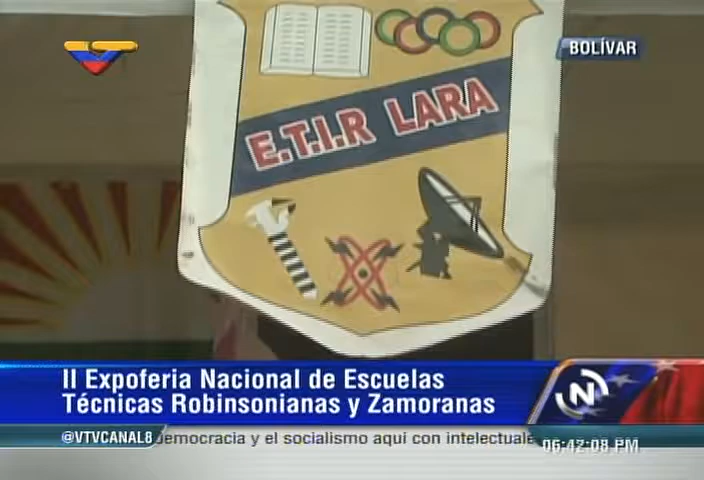 BOLÍVAR
E.T.I.R LARA
II Expoferia Nacional de Escuelas
Técnicas Robinsonianas y Zamoranas
@VTVCANAL8
democracia y el socialismo aquí con intelectuale
06:42:08 PM